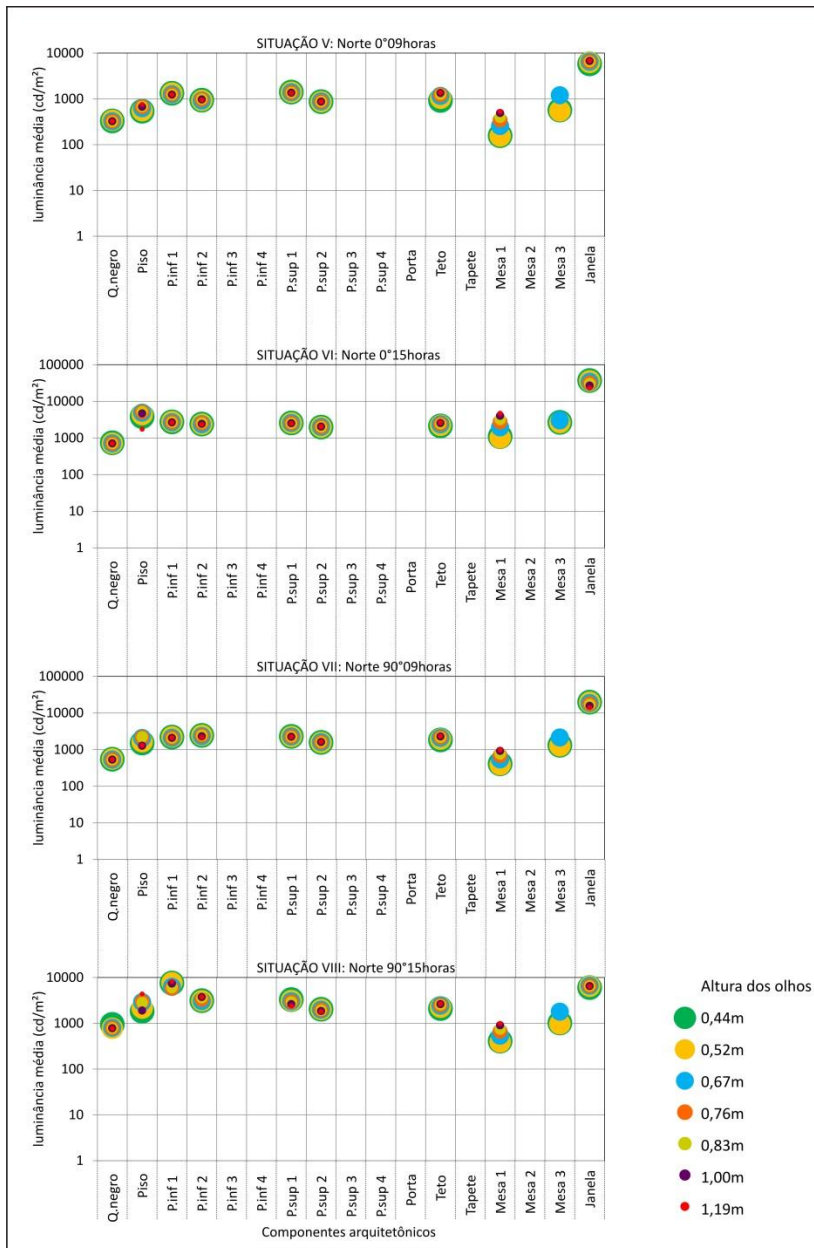 SITUAÇÃO V: Norte 0°09horas
luminância média (cd/m²)
10000
1000
100
10
1
Q.negro
Piso
P.inf 1
P.inf 2
P.inf 3
P.inf 4
P.sup 1
P.sup 2
P.sup 3
P.sup 4
Porta
Teto
Tapete
Mesa 1
Mesa 2
Mesa 3
Janela
SITUAÇÃO VI: Norte 0°15horas
luminância média (cd/m²)
100000
10000
1000
100
10
1
Q.negro
Piso
P.inf 1
P.inf 2
P.inf 3
P.inf 4
P.sup 1
P.sup 2
P.sup 3
P.sup 4
Porta
Teto
Tapete
Mesa 1
Mesa 2
Mesa 3
Janela
SITUAÇÃO VII: Norte 90°09horas
luminância média (cd/m²)
100000
10000
1000
100
10
1
Q.negro
Piso
P.inf 1
P.inf 2
P.inf 3
P.inf 4
P.sup 1
P.sup 2
P.sup 3
P.sup 4
Porta
Teto
Tapete
Mesa 1
Mesa 2
Mesa 3
Janela
SITUAÇÃO VIII: Norte 90°15horas
luminância média (cd/m²)
10000
1000
100
10
1
Q.negro
Piso
P.inf 1
P.inf 2
P.inf 3
P.inf 4
P.sup 1
P.sup 2
P.sup 3
P.sup 4
Porta
Teto
Tapete
Mesa 1
Mesa 2
Mesa 3
Janela
Componentes arquitetônicos
Altura dos olhos
0,44m
0,52m
0,67m
0,76m
0,83m
1,00m
1,19m